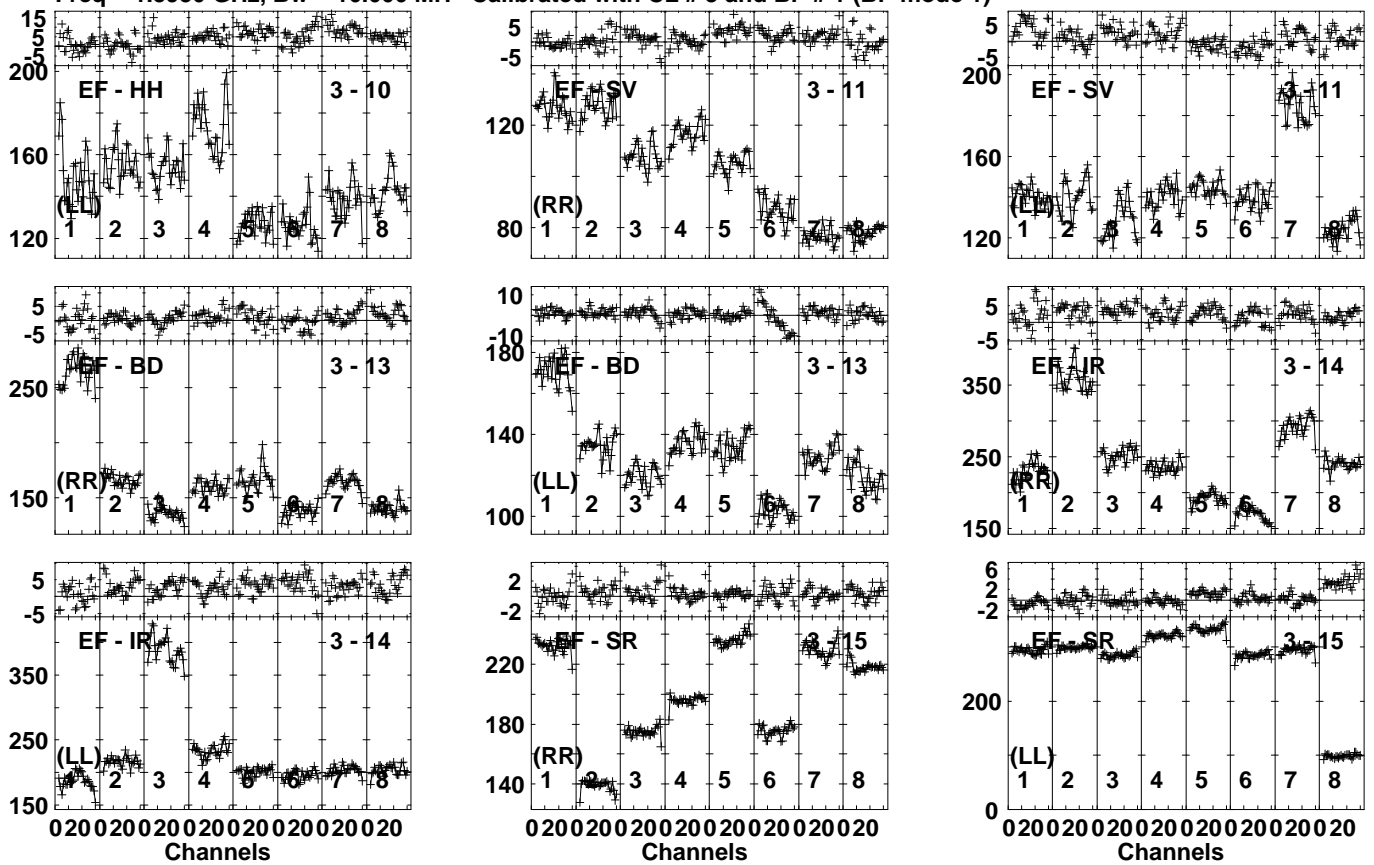 15 5 5
5 -5 5 -5
200 160 120
EF - HH 3 - 10
(LL)
1 2 3 4 5 6 7 8
120 80
EF - SV 3 - 11
(RR)
1 2 3 4 5 6 7 8
200 160 120
EF - SV 3 - 11
(LL)
1 2 3 4 5 6 7 8
5 -5 10 -10 5 -5
250 150
EF - BD 3 - 13
(RR)
1 2 3 4 5 6 7 8
180 140 100
EF - BD 3 - 13
(LL)
1 2 3 4 5 6 7 8
350 250 150
EF - IR 3 - 14
(RR)
1 2 3 4 5 6 7 8
5 -5 2 -2 6 2 -2
350 250 150
EF - IR 3 - 14
(LL)
1 2 3 4 5 6 7 8
220 180 140
EF - SR 3 - 15
(RR)
1 2 3 4 5 6 7 8
200 0
EF - SR 3 - 15
(LL)
1 2 3 4 5 6 7 8
0 20 0 20 0 20 0 20 0 20 0 20 0 20 0 20 0 20 0 20 0 20 0 20 0 20 0 20 0 20 0 20 0 20 0 20 0 20 0 20 0 20 0 20 0 20 0 20
Channels Channels Channels